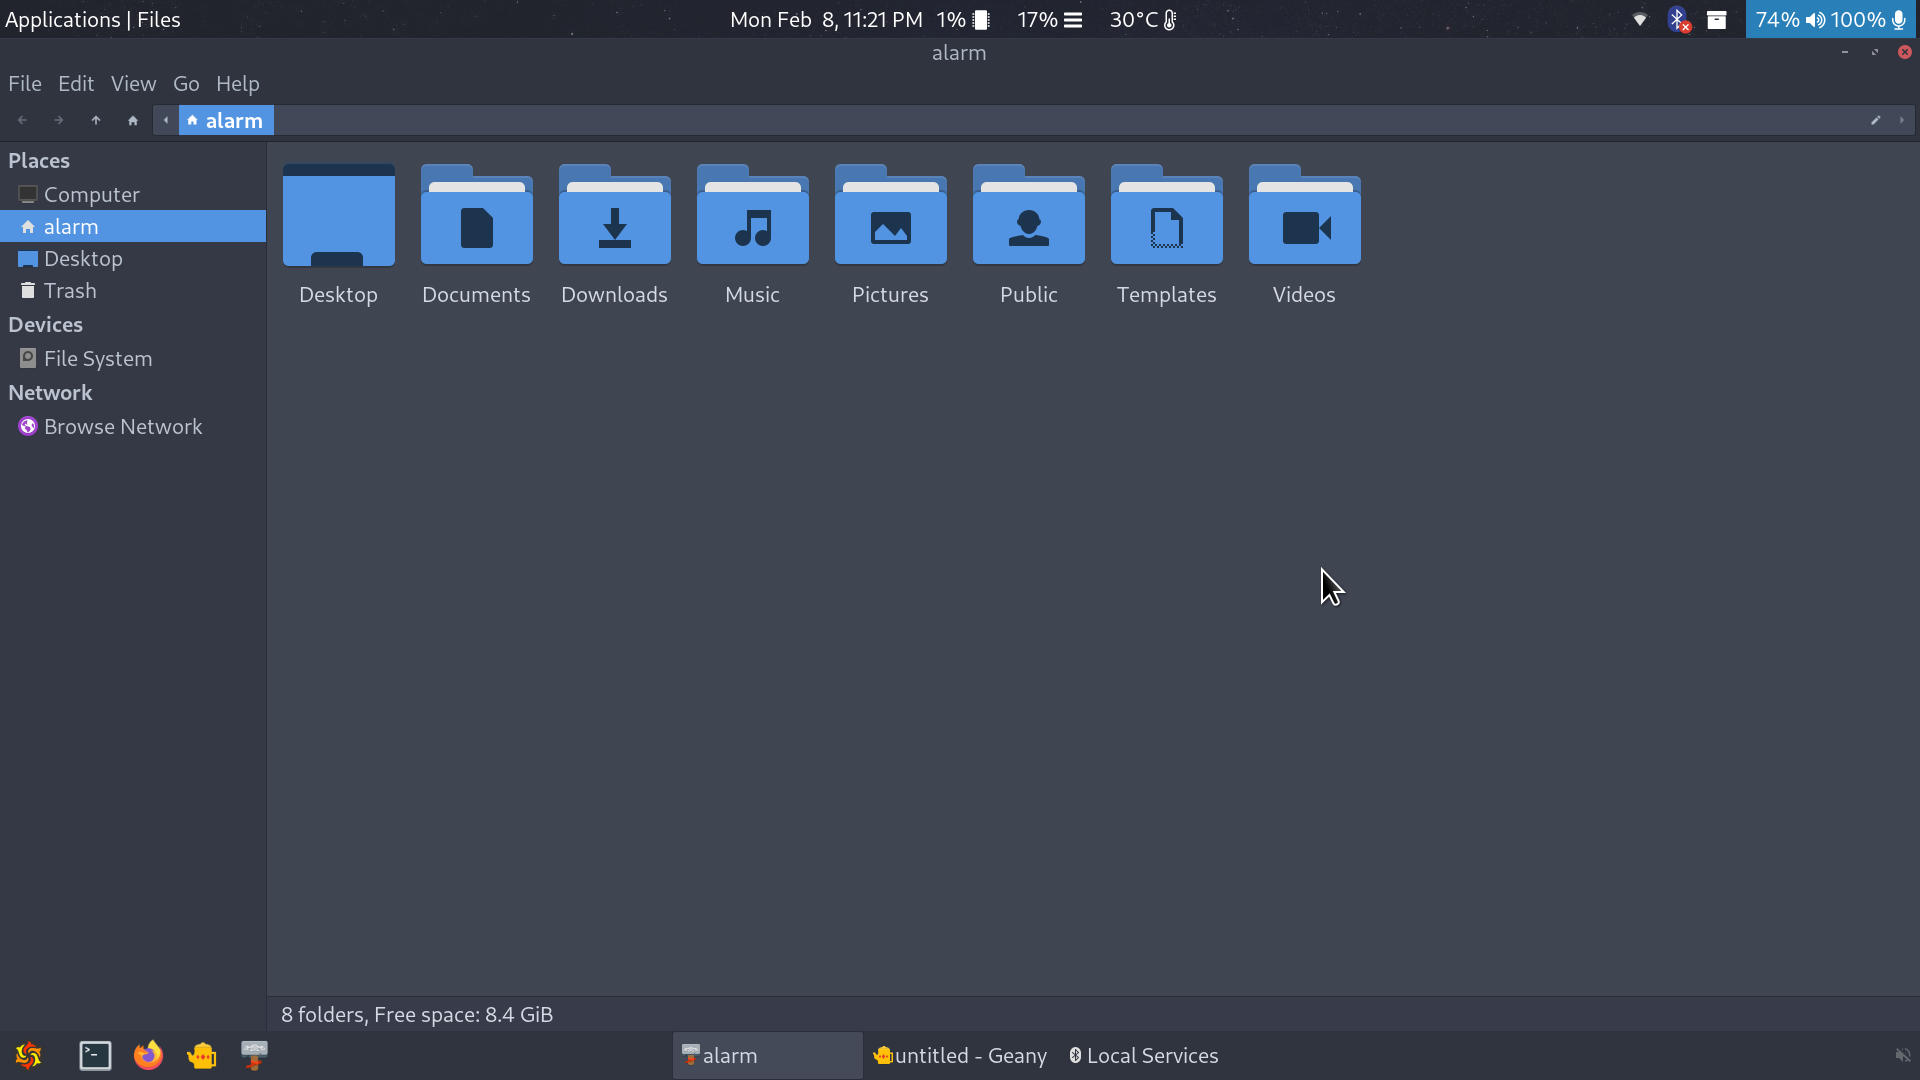 Applications | Files
Mon Feb 8, 11:21 PM 1% 17% 30°C
74% 100%
alarm
File Edit View Go Help
alarm
Places
Computer
alarm
Desktop
Trash
Devices
File System
Network
Browse Network
Desktop Documents Downloads Music Pictures Public Templates Videos
8 folders, Free space: 8.4 GiB
alarm untitled - Geany Local Services